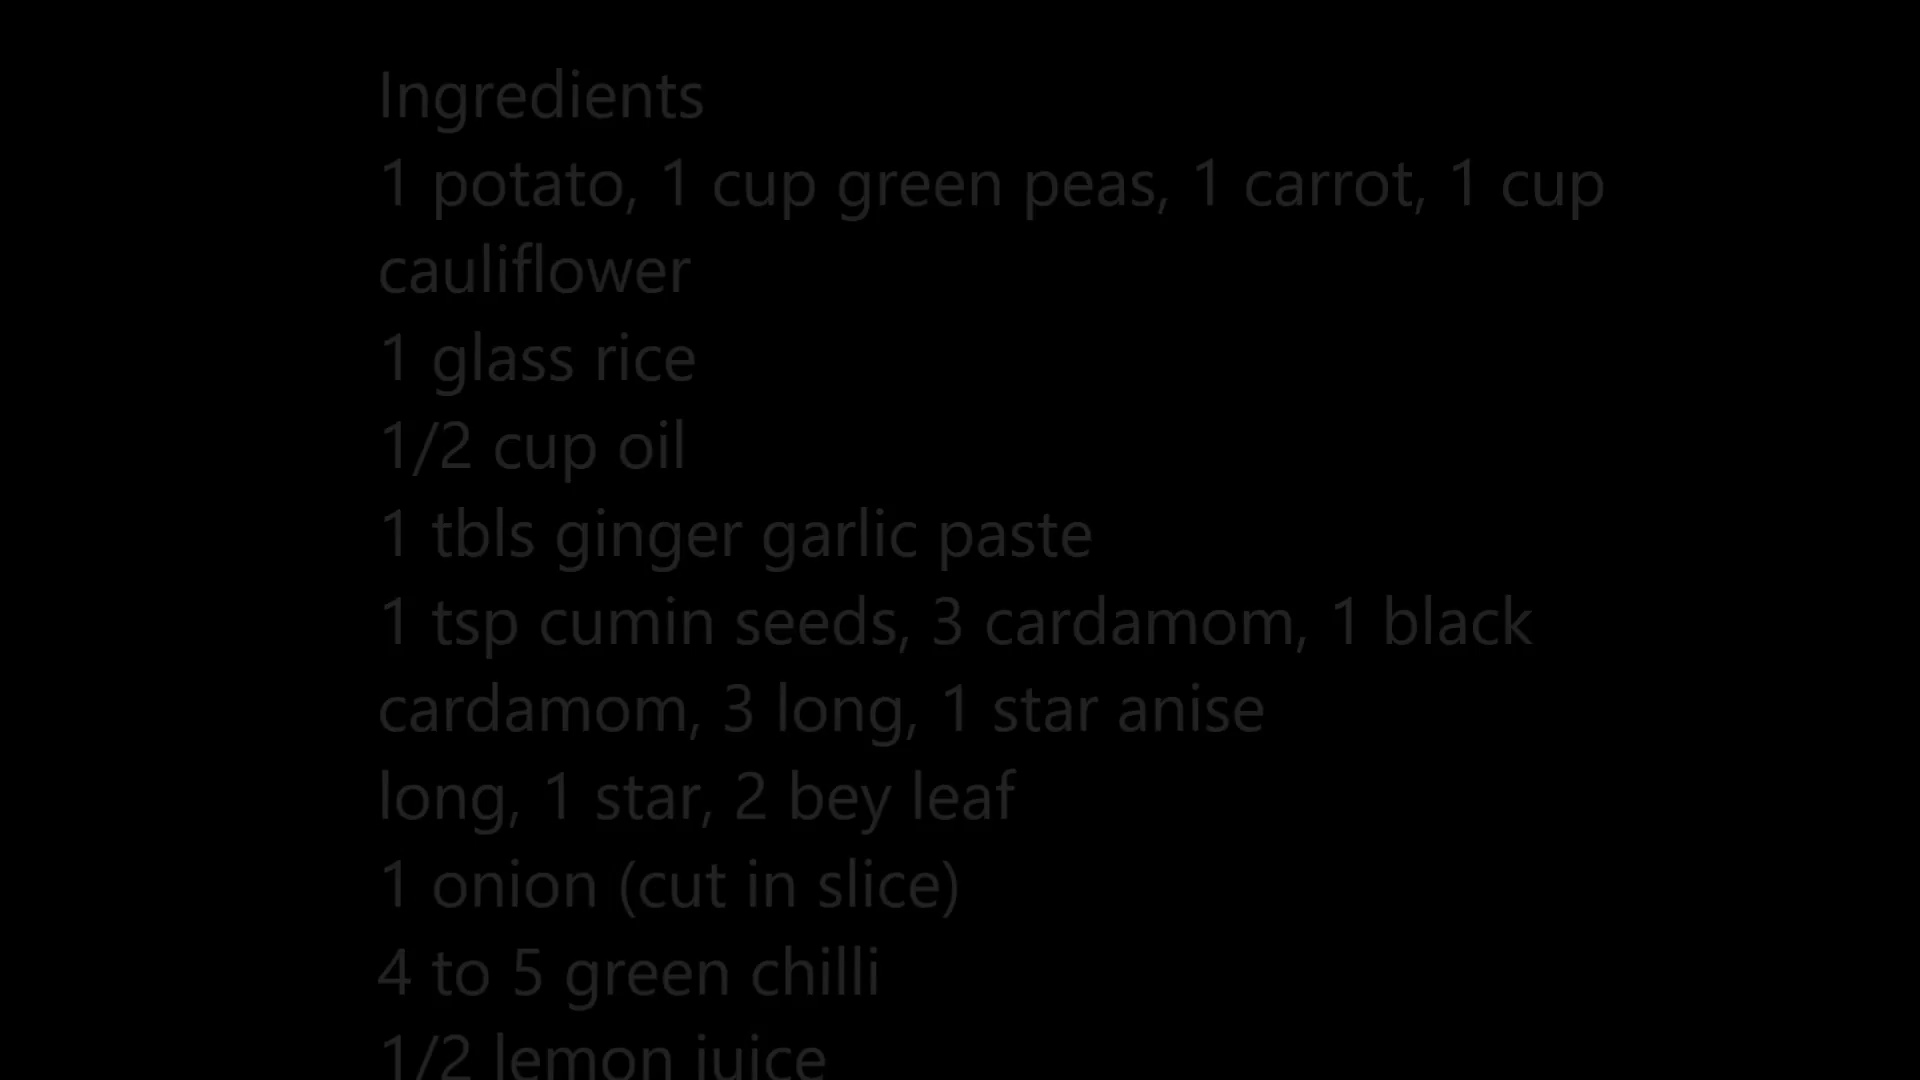 Ingredients
1 potato, 1 cup green peas, 1 carrot, 1 cup
cauliflower
1 glass rice
1/2 cup oil
1 tbls ginger garlic paste
1 tsp cumin seeds, 3 cardamom, 1 black
cardamom, 3 long, 1 star anise
long, 1 star, 2 bey leaf
1 onion (cut in slice)
4 to 5 green chilli
1/2 lemon juice